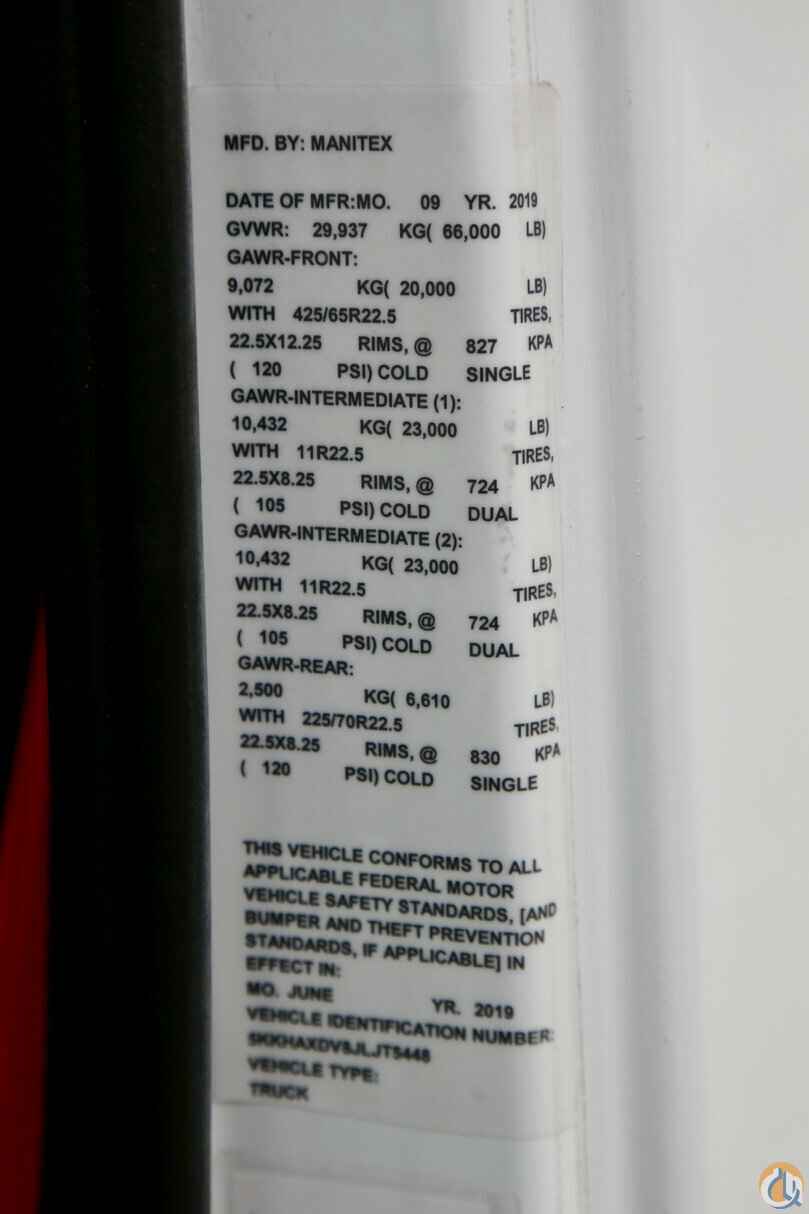 MFD. BY: MANITEX
DATE OF MFR:MO. 09 YR. 2019
GVWR: 29,937 KG( 66,000 LB)
GAWR-FRONT:
9,072 KG( 20,000 LB)
WITH 425/65R22.5 TIRES,
22.5X12.25 RIMS, @ 827 KPA
( 120 PSI) COLD SINGLE
GAWR-INTERMEDIATE (1):
10,432 KG( 23,000 LB)
WITH 11R22.5 TIRES,
22.5X8.25 RIMS, @ 724 KPA
( 105 PSI) COLD DUAL
GAWR-INTERMEDIATE (2):
10,432 KG( 23,000 LB)
WITH 11R22.5 TIRES,
22.5X8.25 RIMS, @ 724 KPA
( 105 PSI) COLD DUAL
GAWR-REAR:
2,500 KG( 6,610 LB)
WITH 225/70R22.5 TIRES,
22.5X8.25 RIMS, @ 830 KPA
( 120 PSI) COLD SINGLE
THIS VEHICLE CONFORMS TO ALL
APPLICABLE FEDERAL MOTOR
VEHICLE SAFETY STANDARDS, [AND
BUMPER AND THEFT PREVENTION
STANDARDS, IF APPLICABLE] IN
EFFECT IN:
MO. JUNE YR. 2019
VEHICLE IDENTIFICATION NUMBER:
VEHICLE TYPE:
TRUCK